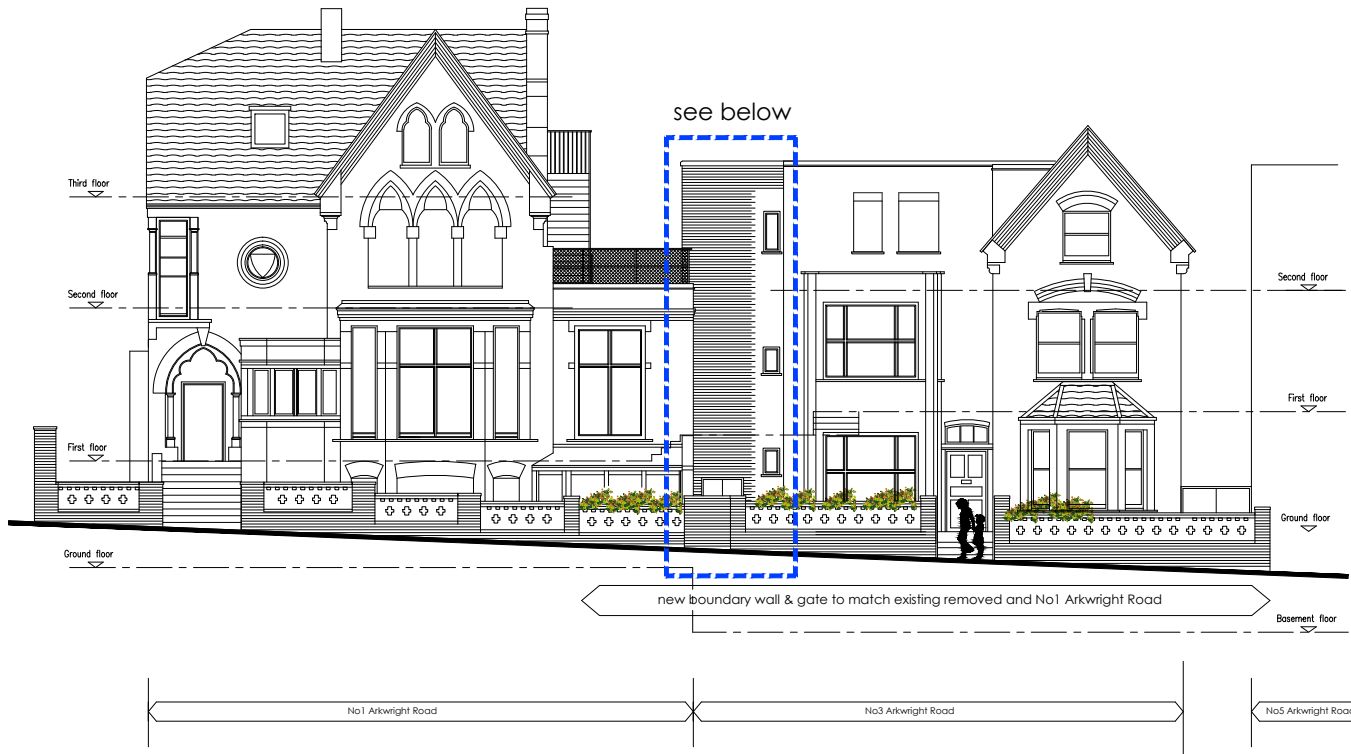 see below
Third floor
Second floor
Second floor
First floor
First floor
Ground floor
Ground floor
new boundary wall & gate to match existing removed and No1 Arkwright Road
Basement floor
No1 Arkwright Road
No3 Arkwright Road
No5 Arkwright Road